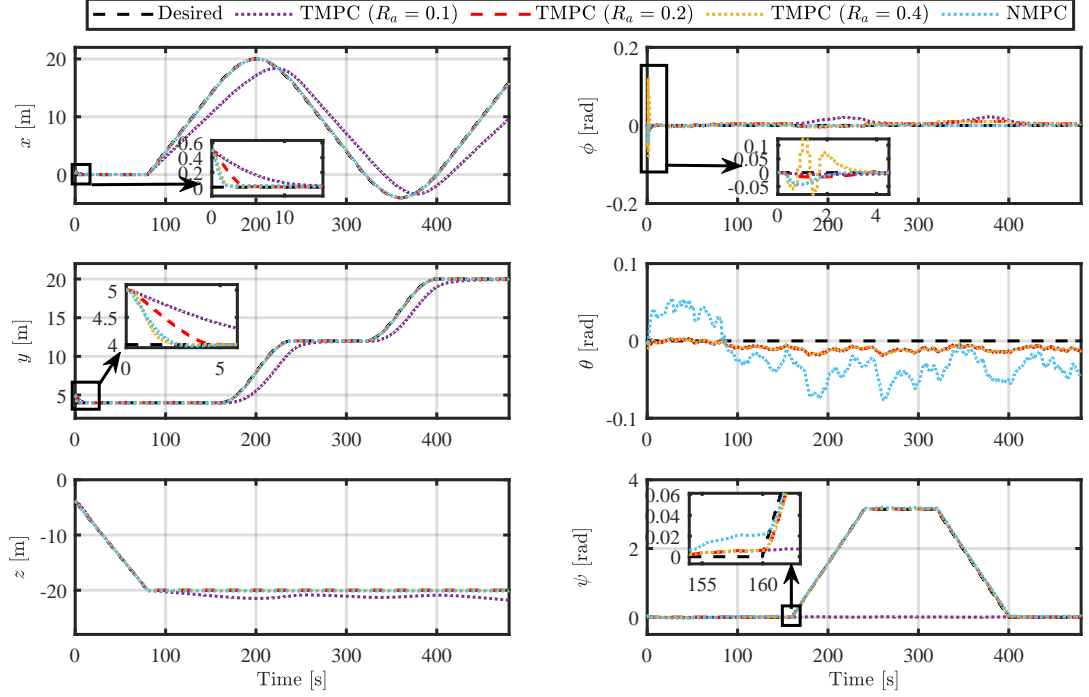 Desired TMPC (R_a = 0.1) TMPC (R_a = 0.2) TMPC (R_a = 0.4) NMPC
x [m]
20
10
0
0 100 200 300 400
0.6
0.4
0.2
0
0 10
ϕ [rad]
0.2
0
-0.2
0 100 200 300 400
0.1
0.05
0
-0.05
0 2 4
y [m]
20
15
10
5
0 100 200 300 400
5
4.5
4
0 5
θ [rad]
0.1
0
-0.1
0 100 200 300 400
z [m]
0
-10
-20
0 100 200 300 400
Time [s]
ψ [rad]
4
2
0
0 100 200 300 400
0.06
0.04
0.02
0
155 160
Time [s]